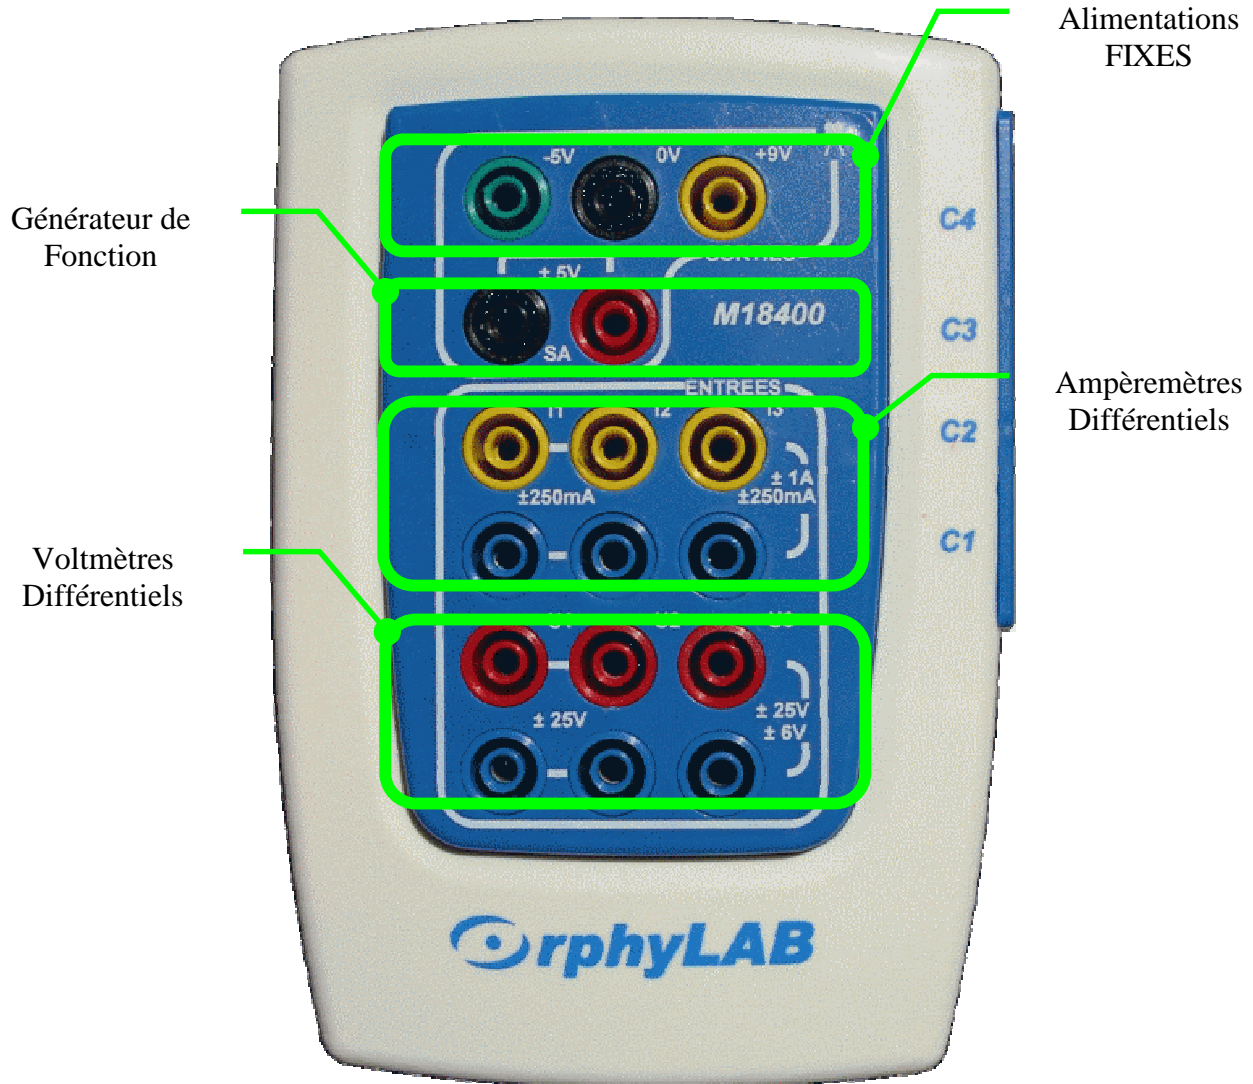 Alimentations
FIXES
-5V 0V +9V
C4
Générateur de
Fonction
± 5V
M18400
C3
SA
Ampèremètres
Différentiels
ENTREES
I1 I2 I3
C2
± 1A
±250mA ±250mA
C1
Voltmètres
Différentiels
± 25V ± 25V
± 6V
OrphyLAB